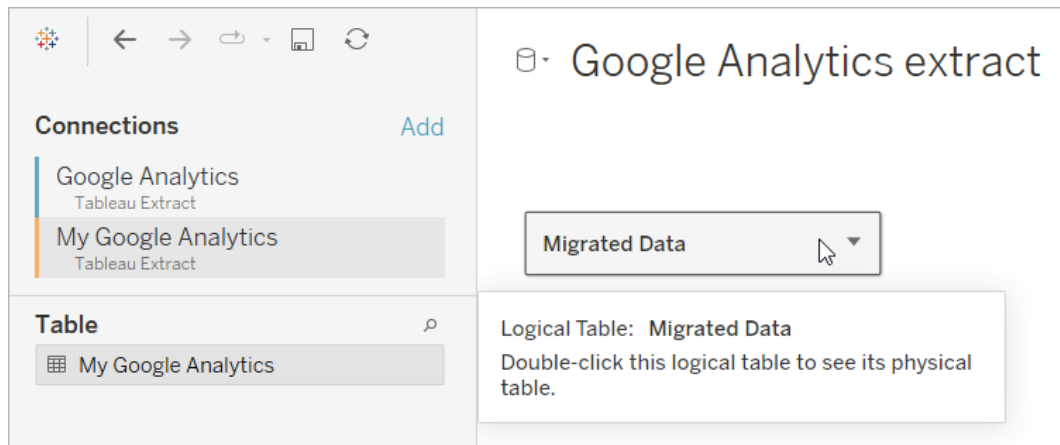 Google Analytics extract
Connections
Add
Google Analytics
Tableau Extract
My Google Analytics
Tableau Extract
Table
My Google Analytics
Migrated Data
Logical Table: Migrated Data
Double-click this logical table to see its physical
table.